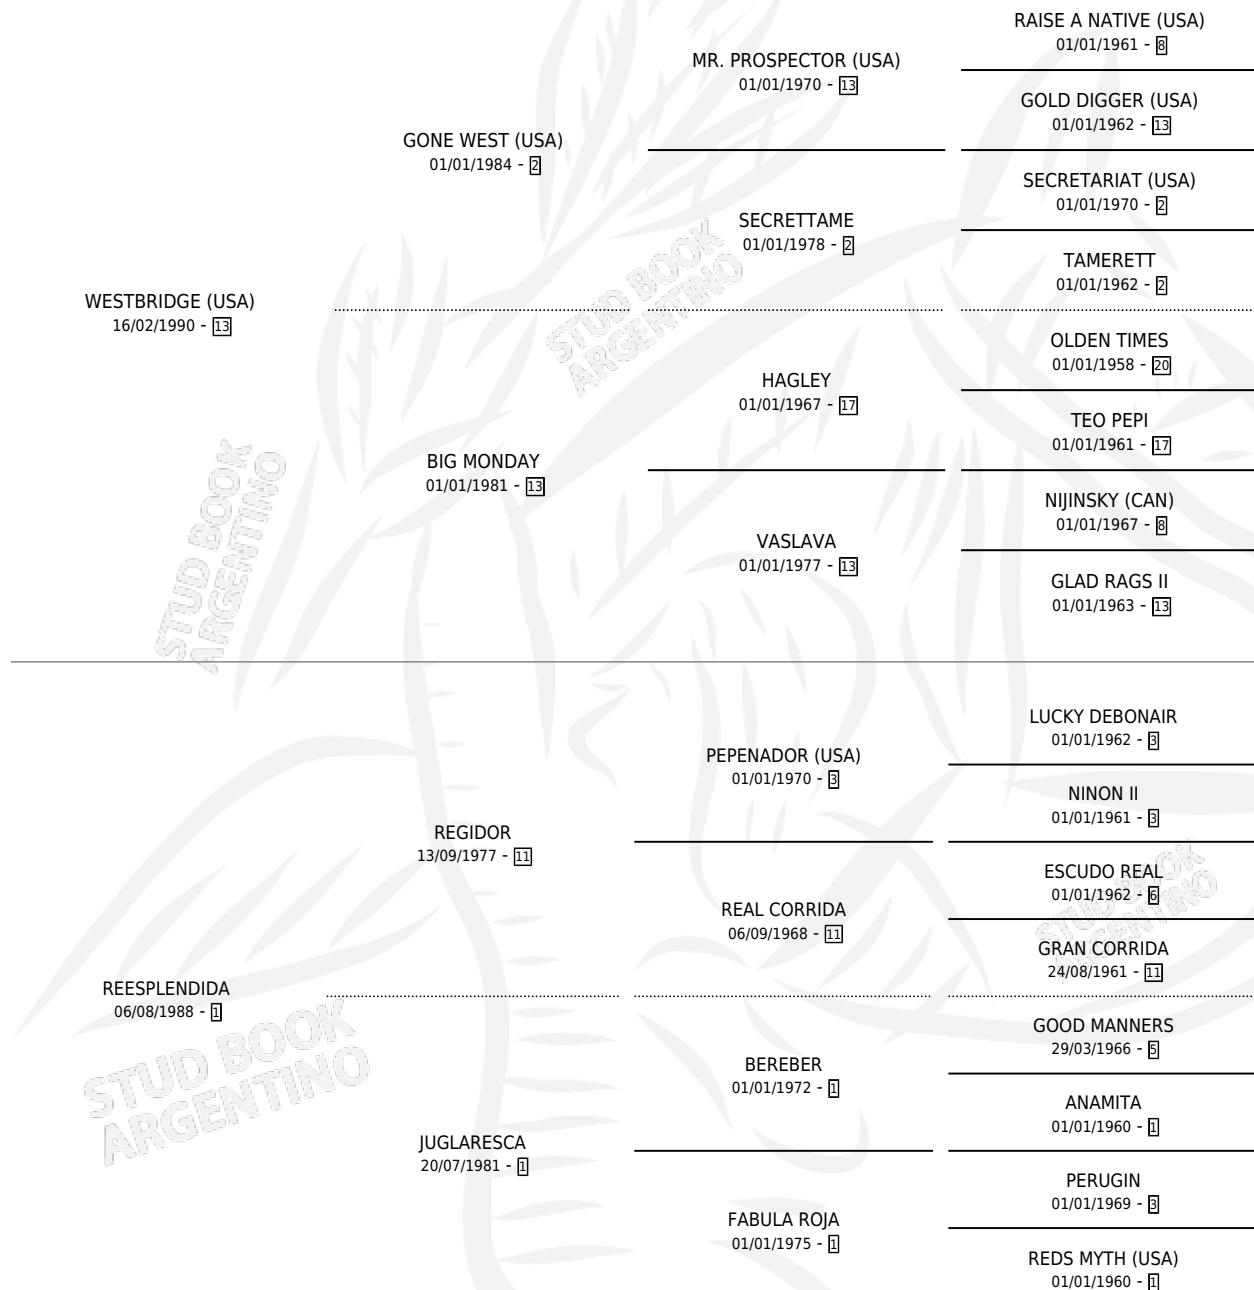 RAISE A NATIVE (USA)
01/01/1961 - 8
MR. PROSPECTOR (USA)
01/01/1970 - 13
GOLD DIGGER (USA)
01/01/1962 - 13
GONE WEST (USA)
01/01/1984 - 2
SECRETARIAT (USA)
01/01/1970 - 2
SECRETTAME
01/01/1978 - 2
TAMERETT
01/01/1962 - 2
WESTBRIDGE (USA)
16/02/1990 - 13
OLDEN TIMES
01/01/1958 - 20
HAGLEY
01/01/1967 - 17
TEO PEPI
01/01/1961 - 17
BIG MONDAY
01/01/1981 - 13
NIJINSKY (CAN)
01/01/1967 - 8
VASLAVA
01/01/1977 - 13
GLAD RAGS II
01/01/1963 - 13
LUCKY DEBONAIR
01/01/1962 - 3
PEPENADOR (USA)
01/01/1970 - 3
NINON II
01/01/1961 - 3
REGIDOR
13/09/1977 - 11
ESCUDO REAL
01/01/1962 - 6
REAL CORRIDA
06/09/1968 - 11
GRAN CORRIDA
24/08/1961 - 11
REESPLENDIDA
06/08/1988 - 1
GOOD MANNERS
29/03/1966 - 5
BEREBER
01/01/1972 - 1
ANAMITA
01/01/1960 - 1
JUGLARESCA
20/07/1981 - 1
PERUGIN
01/01/1969 - 3
FABULA ROJA
01/01/1975 - 1
REDS MYTH (USA)
01/01/1960 - 1
STUD BOOK
ARGENTINO
STUD BOOK
ARGENTINO
STUD BOOK
ARGENTINO
STUD BOOK
ARGENTINO